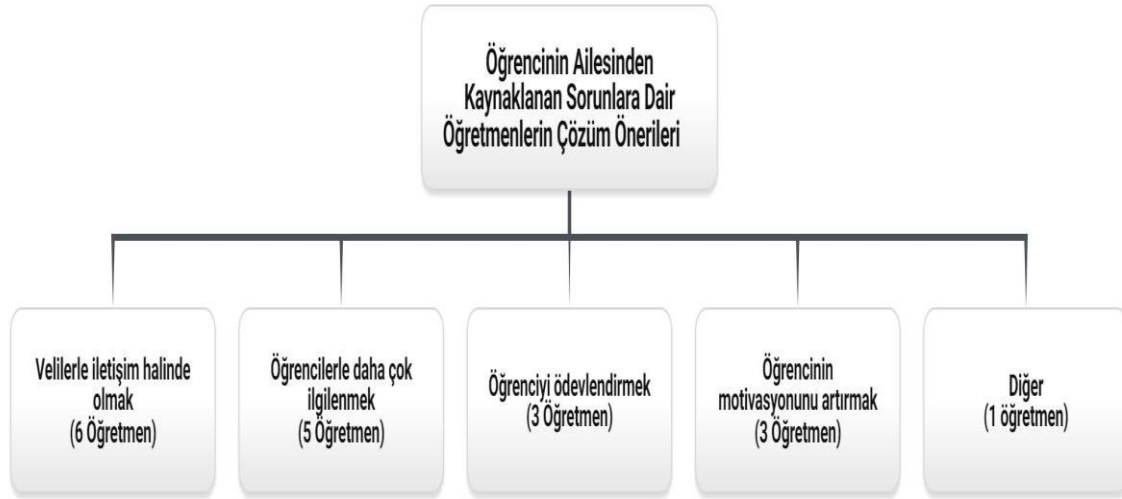 Öğrencinin Ailesinden
Kaynaklanan Sorunlara Dair
Öğretmenlerin Çözüm Önerileri
Velilerle iletişim halinde
olmak
(6 Öğretmen)
Öğrencilerle daha çok
ilgilenmek
(5 Öğretmen)
Öğrenciyi ödevlendirmek
(3 Öğretmen)
Öğrencinin
motivasyonunu artırmak
(3 Öğretmen)
Diğer
(1 öğretmen)